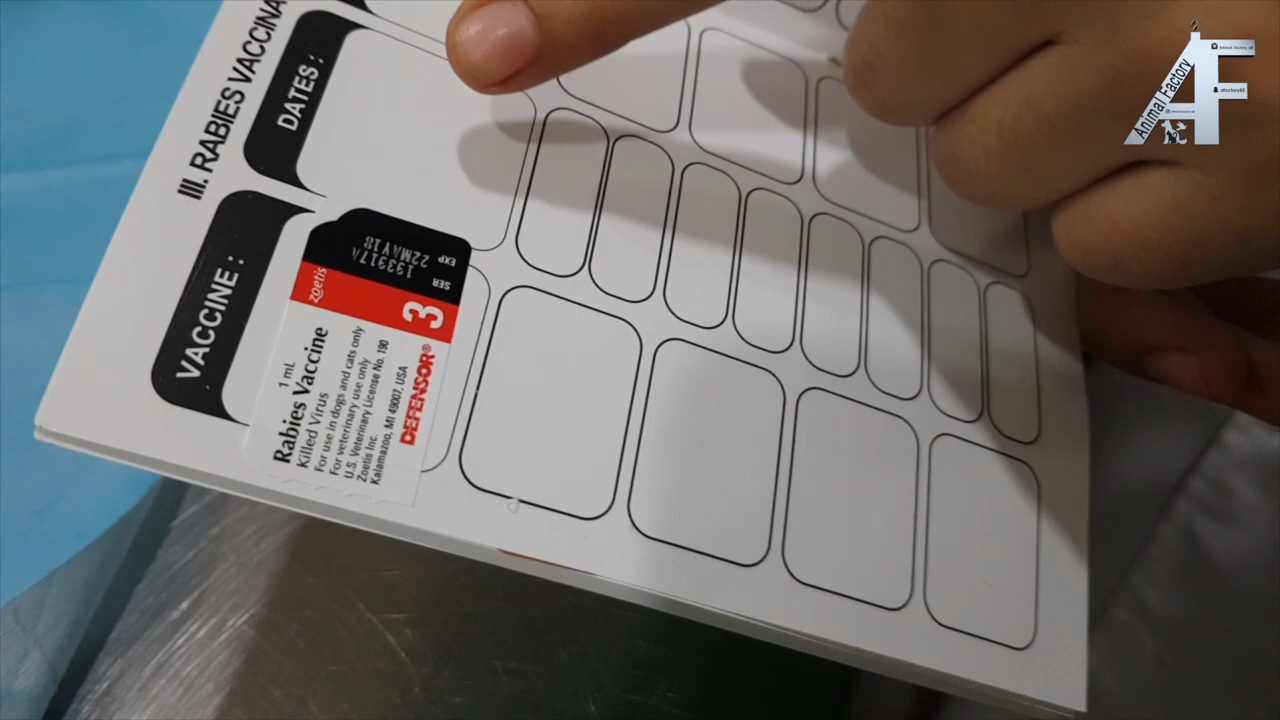 III. RABIES VACCINA
DATES :
VACCINE :
SER 193917A
EXP 22MAY18
zoetis
3
1 mL
Rabies Vaccine
Killed Virus
For use in dogs and cats only
For veterinary use only
U.S. Veterinary License No. 190
Zoetis Inc.
Kalamazoo, MI 49007, USA
DEFENSOR®
Animal Factory
AF